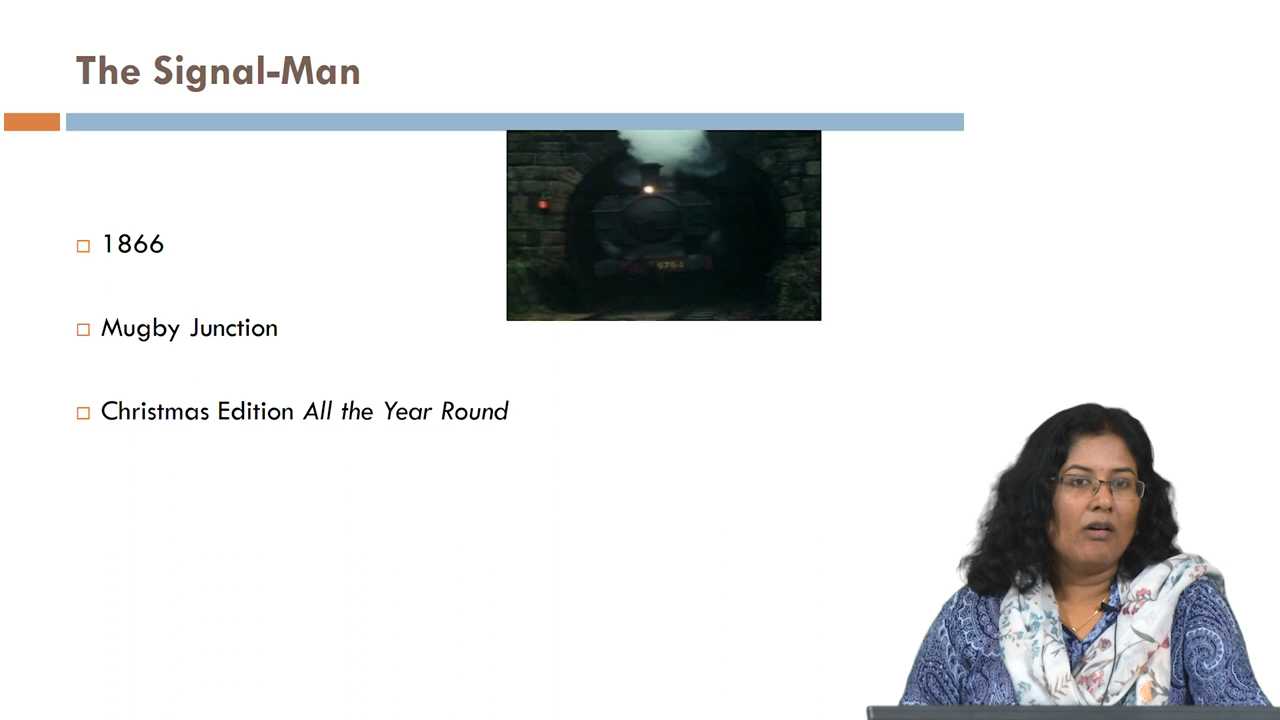 The Signal-Man
1866
Mugby Junction
Christmas Edition All the Year Round